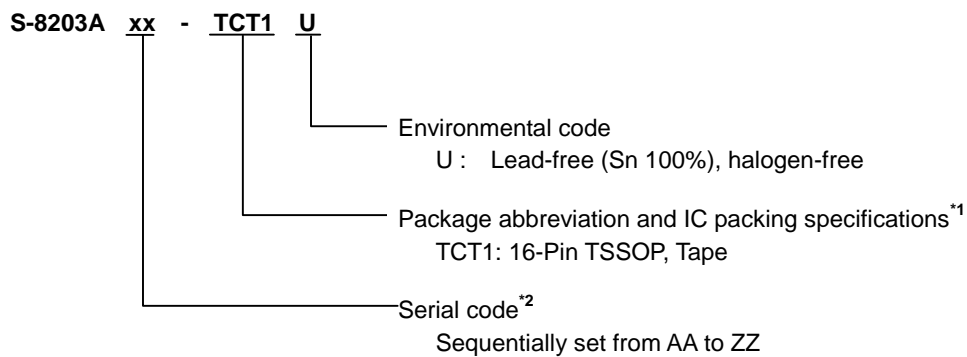 S-8203A xx - TCT1 U
Environmental code
U : Lead-free (Sn 100%), halogen-free
Package abbreviation and IC packing specifications*1
TCT1: 16-Pin TSSOP, Tape
Serial code*2
Sequentially set from AA to ZZ